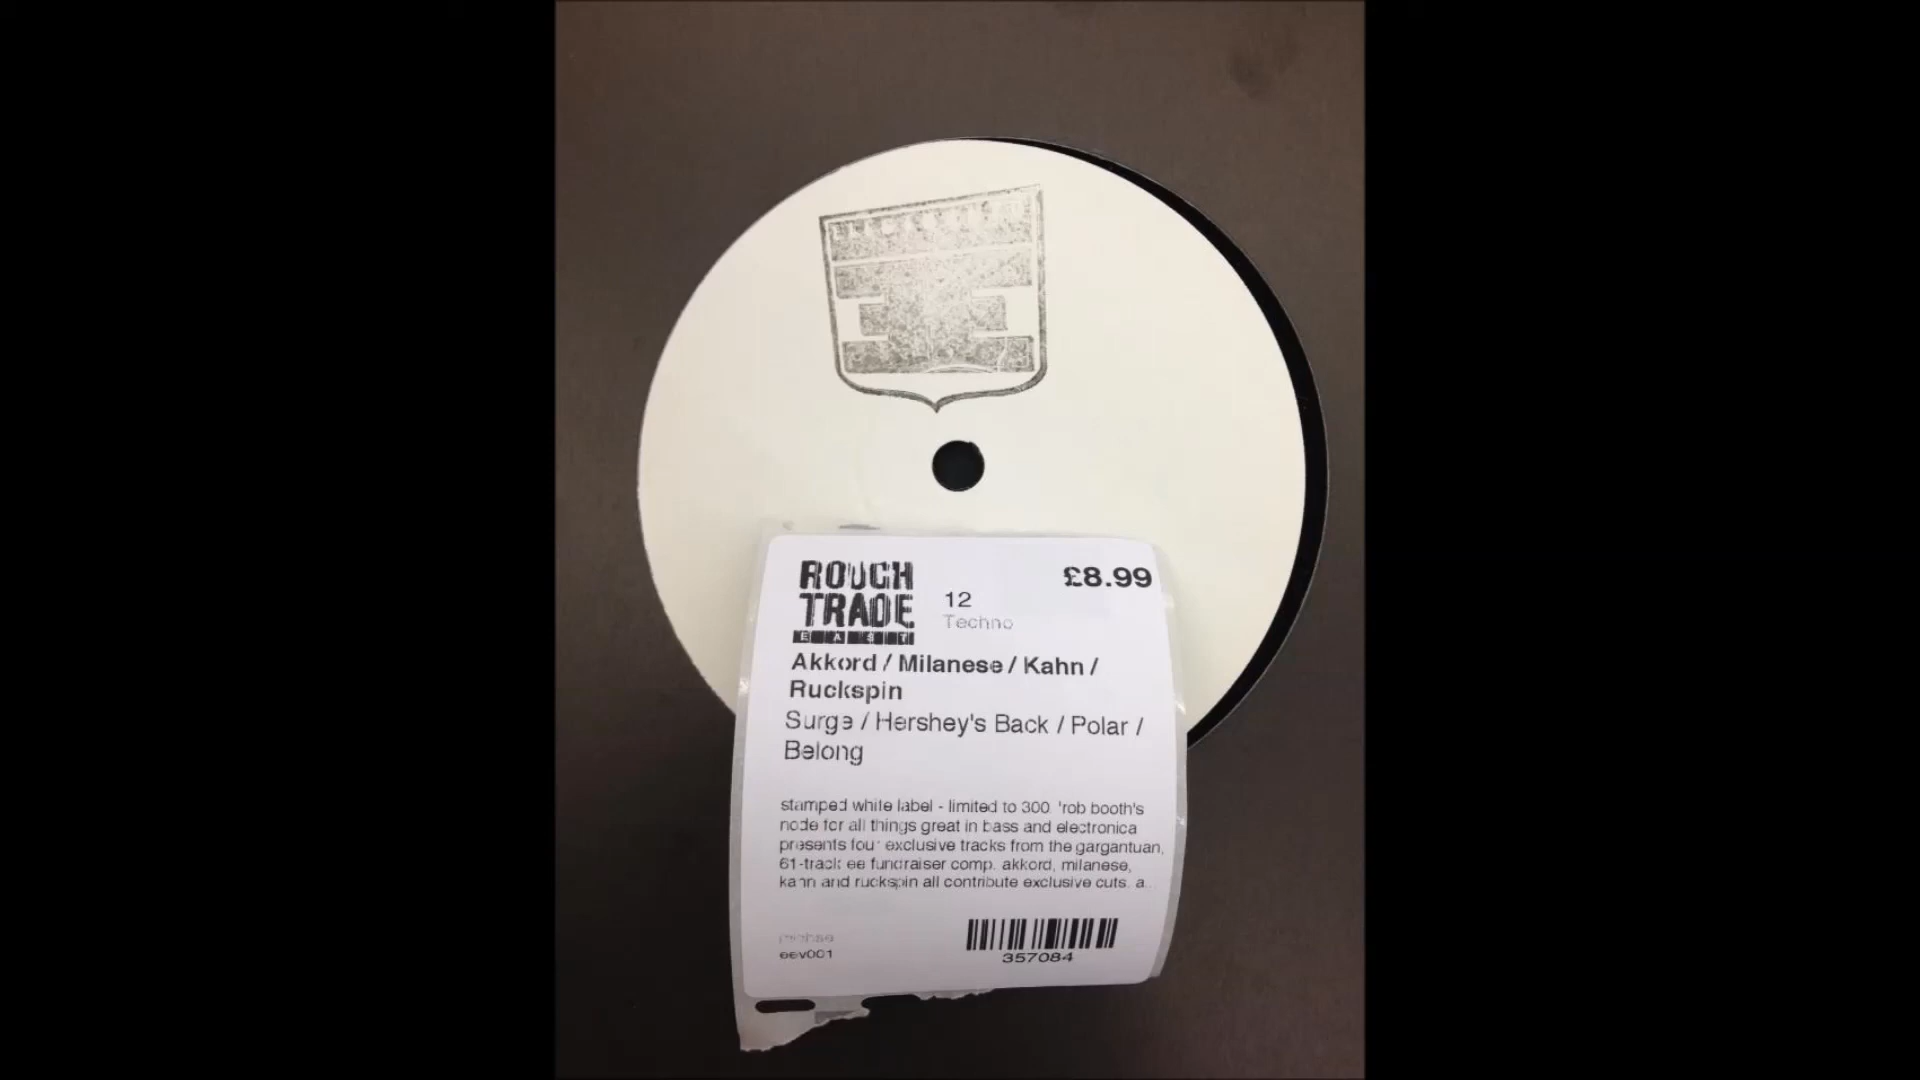 ROUGH
TRADE
EAST
£8.99
12
Techno
Akkord / Milanese / Kahn /
Ruckspin
Surge / Hershey's Back / Polar /
Belong
stamped white label - limited to 300. 'rob booth's
node for all things great in bass and electronica
presents four exclusive tracks from the gargantuan,
61-track ee fundraiser comp. akkord, milanese,
kahn and ruckspin all contribute exclusive cuts. a...
eev001
357084